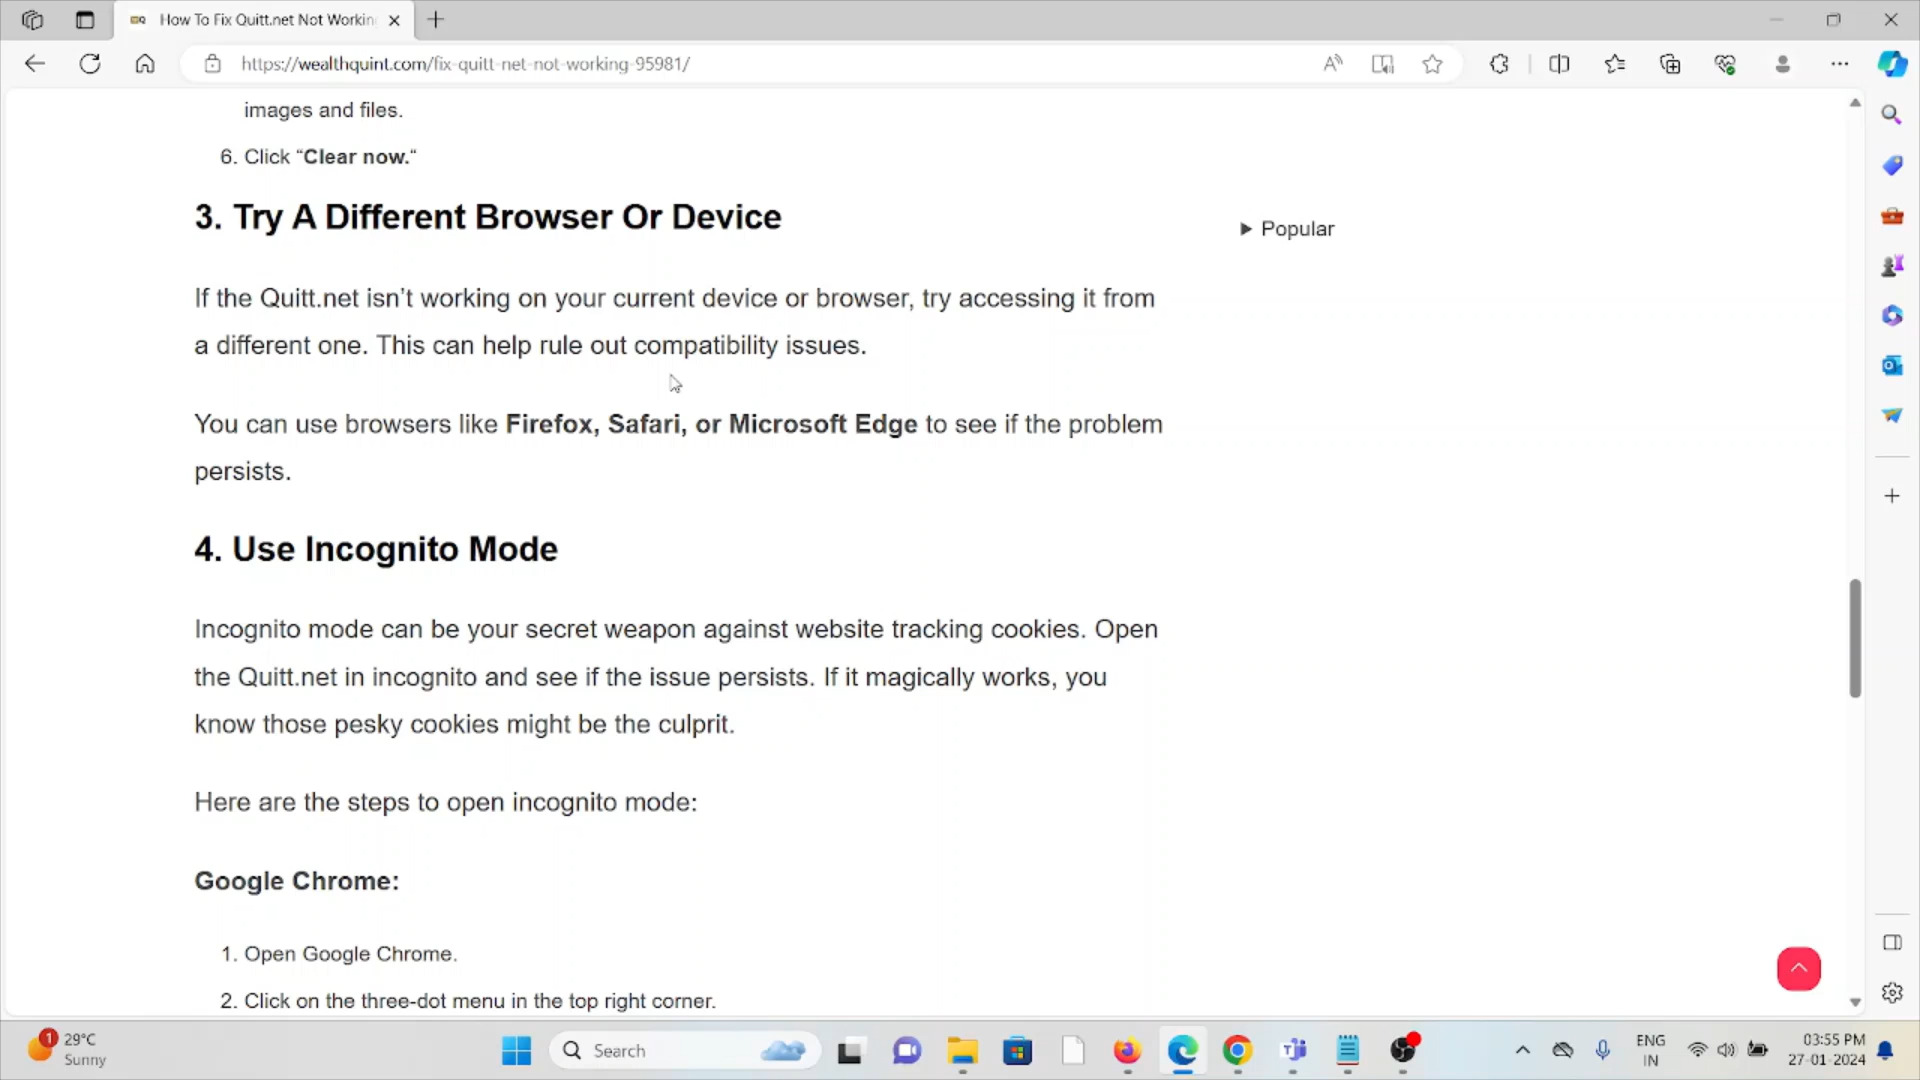 How To Fix Quitt.net Not Workin
https://wealthquint.com/fix-quitt-net-not-working-95981/
images and files.
6. Click “Clear now.“
3. Try A Different Browser Or Device
Popular
If the Quitt.net isn’t working on your current device or browser, try accessing it from
a different one. This can help rule out compatibility issues.
You can use browsers like Firefox, Safari, or Microsoft Edge to see if the problem
persists.
4. Use Incognito Mode
Incognito mode can be your secret weapon against website tracking cookies. Open
the Quitt.net in incognito and see if the issue persists. If it magically works, you
know those pesky cookies might be the culprit.
Here are the steps to open incognito mode:
Google Chrome:
1. Open Google Chrome.
2. Click on the three-dot menu in the top right corner.
1
29°C
Sunny
Search
ENG
IN
03:55 PM
27-01-2024